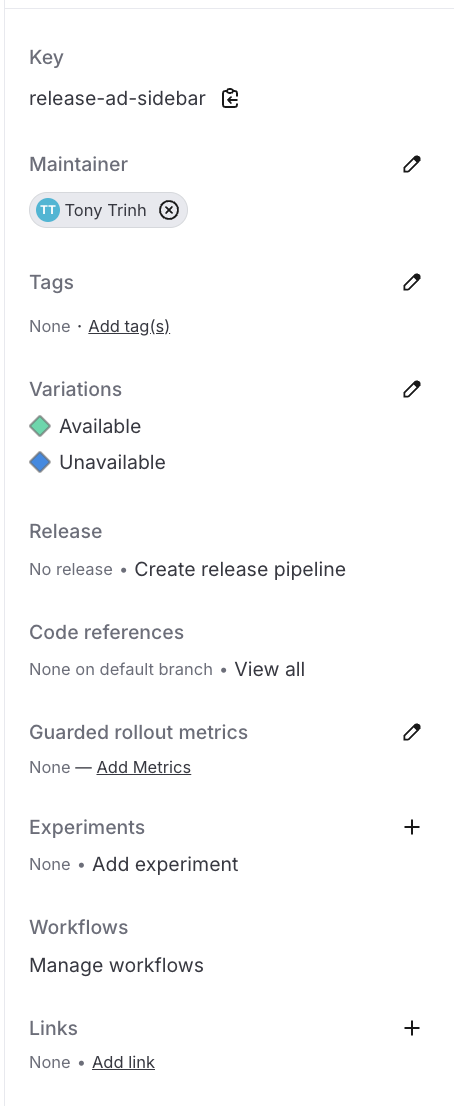 Key
release-ad-sidebar
Maintainer
TT Tony Trinh
Tags
None · Add tag(s)
Variations
Available
Unavailable
Release
No release • Create release pipeline
Code references
None on default branch • View all
Guarded rollout metrics
None — Add Metrics
Experiments
None • Add experiment
Workflows
Manage workflows
Links
None • Add link